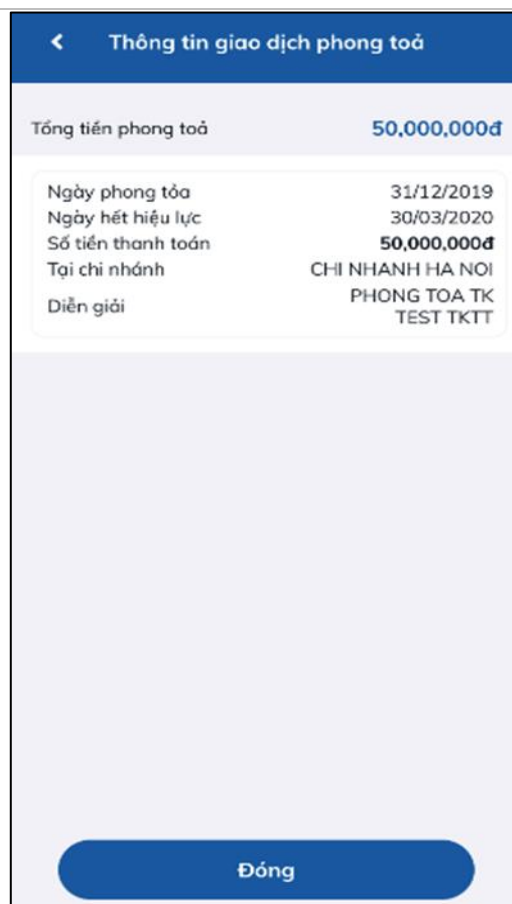 Thông tin giao dịch phong toả
Tổng tiền phong toả 50,000,000đ
Ngày phong tỏa 31/12/2019
Ngày hết hiệu lực 30/03/2020
Số tiền thanh toán 50,000,000đ
Tại chi nhánh CHI NHANH HA NOI
Diễn giải PHONG TOA TK
TEST TKTT
Đóng